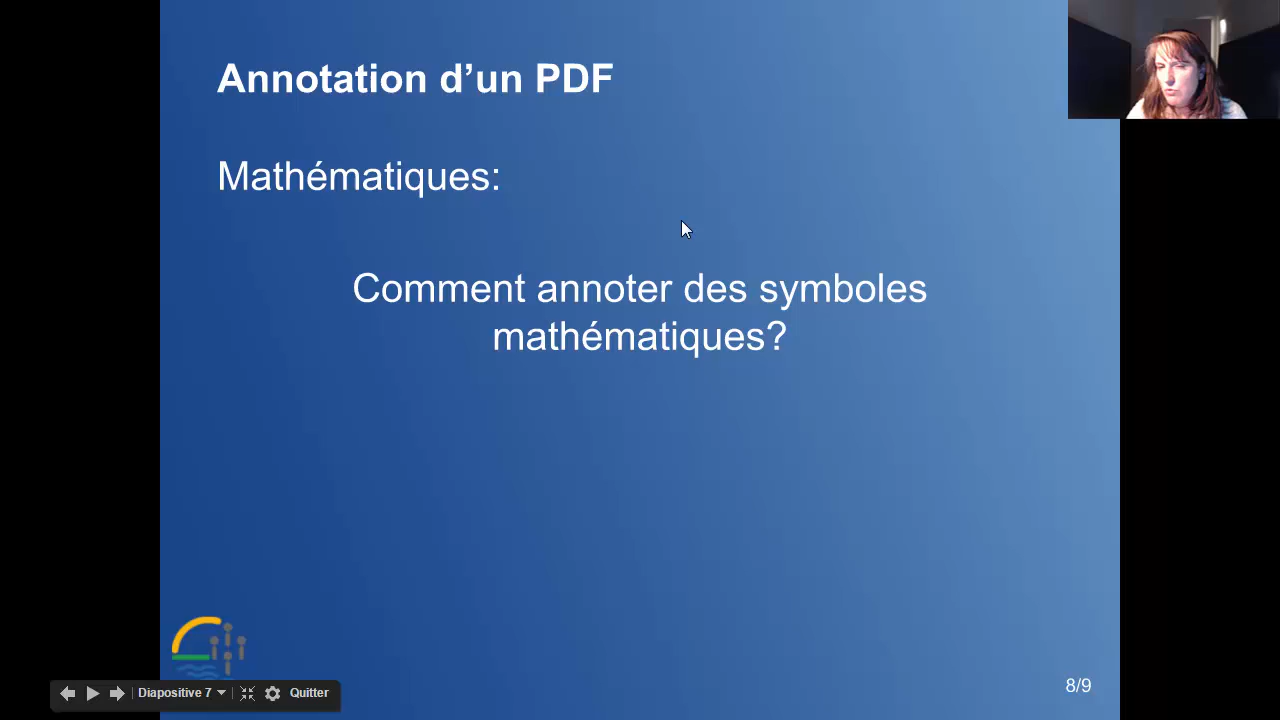 Annotation d’un PDF
Mathématiques:
Comment annoter des symboles
mathématiques?
Diapositive 7
Quitter
8/9